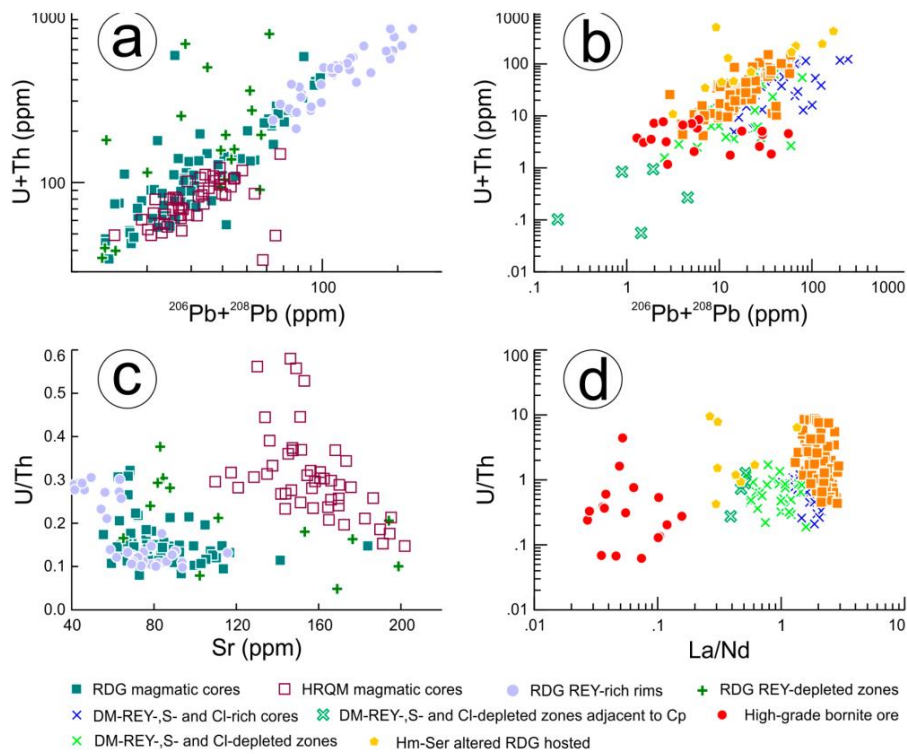 a
1000
100
U+Th (ppm)
100
206Pb+208Pb (ppm)
b
1000
100
10
1
.1
.01
U+Th (ppm)
.1 1 10 100 1000
206Pb+208Pb (ppm)
c
0.6
0.5
0.4
0.3
0.2
0.1
0.0
U/Th
40 80 120 160 200
Sr (ppm)
d
100
10
1
.1
.01
U/Th
.01 .1 1 10
La/Nd
RDG magmatic cores HRQM magmatic cores RDG REY-rich rims RDG REY-depleted zones
DM-REY-,S- and Cl-rich cores DM-REY-,S- and Cl-depleted zones adjacent to Cp High-grade bornite ore
DM-REY-,S- and Cl-depleted zones Hm-Ser altered RDG hosted